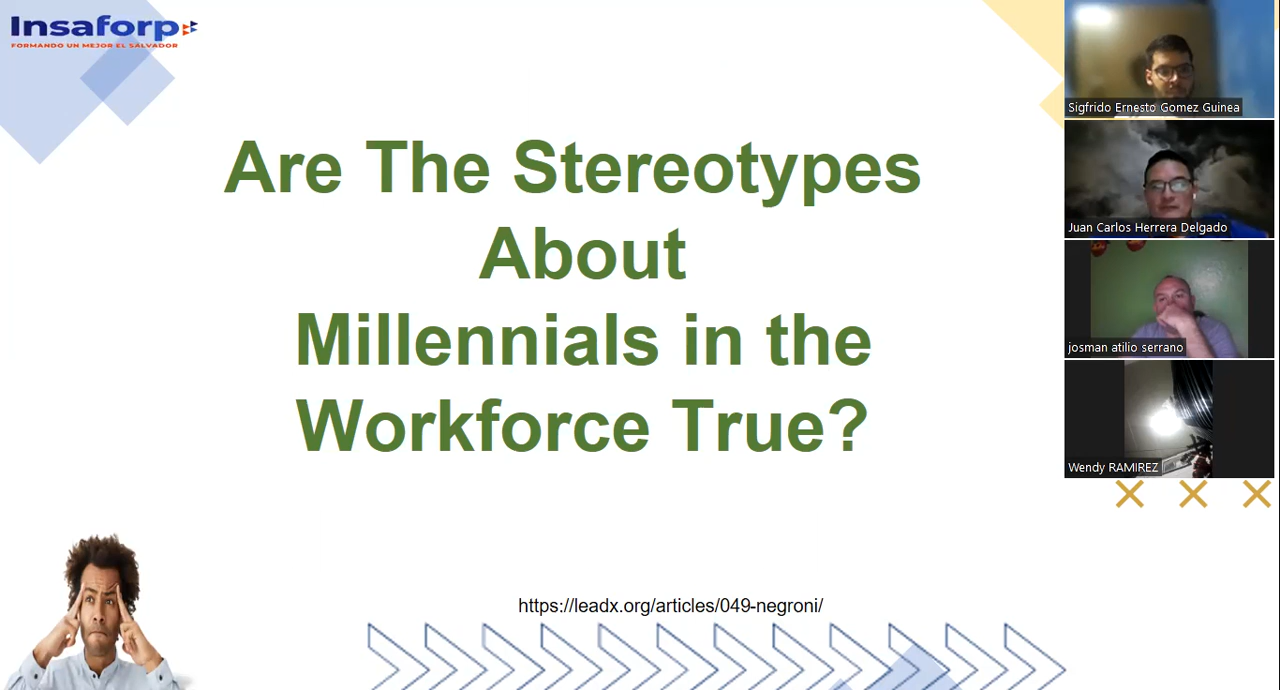 Insaforp
FORMANDO UN MEJOR EL SALVADOR
Are The Stereotypes
About
Millennials in the
Workforce True?
https://leadx.org/articles/049-negroni/
Sigfrido Ernesto Gomez Guinea
Juan Carlos Herrera Delgado
josman atilio serrano
Wendy RAMIREZ